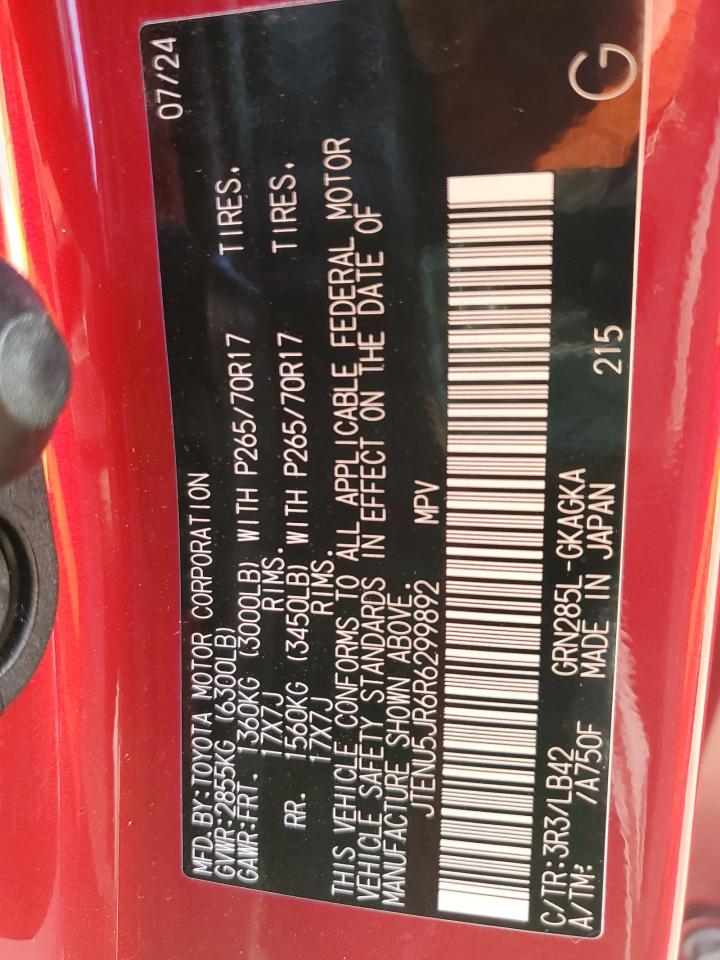 MFD.BY:TOYOTA MOTOR CORPORATION 07/24
GVWR:2855KG (6300LB)
GAWR:FRT. 1360KG (3000LB) WITH P265/70R17 TIRES.
17X7J RIMS.
RR. 1560KG (3450LB) WITH P265/70R17 TIRES.
17X7J RIMS.
THIS VEHICLE CONFORMS TO ALL APPLICABLE FEDERAL MOTOR
VEHICLE SAFETY STANDARDS IN EFFECT ON THE DATE OF
MANUFACTURE SHOWN ABOVE.
JTENU5JR6R6299892 MPV
C/TR:3R3/LB42 GRN285L-GKAGKA 215 G
A/TM: /A750F MADE IN JAPAN